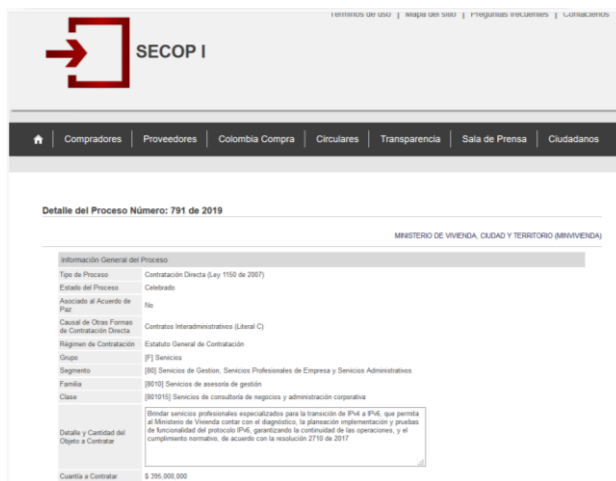 Términos de uso | Mapa del sitio | Preguntas frecuentes | Contáctenos
SECOP I
Compradores | Proveedores | Colombia Compra | Circulares | Transparencia | Sala de Prensa | Ciudadanos
Detalle del Proceso Número: 791 de 2019
MINISTERIO DE VIVIENDA, CIUDAD Y TERRITORIO (MINVIVIENDA)
Información General del Proceso
Tipo de Proceso Contratación Directa (Ley 1150 de 2007)
Estado del Proceso Celebrado
Asociado al Acuerdo de
Paz No
Causal de Otras Formas
de Contratación Directa Contratos Interadministrativos (Literal C)
Régimen de Contratación Estatuto General de Contratación
Grupo [F] Servicios
Segmento [80] Servicios de Gestion, Servicios Profesionales de Empresa y Servicios Administrativos
Familia [8010] Servicios de asesoría de gestión
Clase [801015] Servicios de consultoría de negocios y administración corporativa
Detalle y Cantidad del
Objeto a Contratar
Brindar servicios profesionales especializados para la transición de IPv4 a IPv6, que permita
al Ministerio de Vivienda contar con el diagnóstico, la planeación implementación y pruebas
de funcionalidad del protocolo IPv6, garantizando la continuidad de las operaciones, y el
cumplimiento normativo, de acuerdo con la resolución 2710 de 2017
Cuantía a Contratar $ 395,000,000